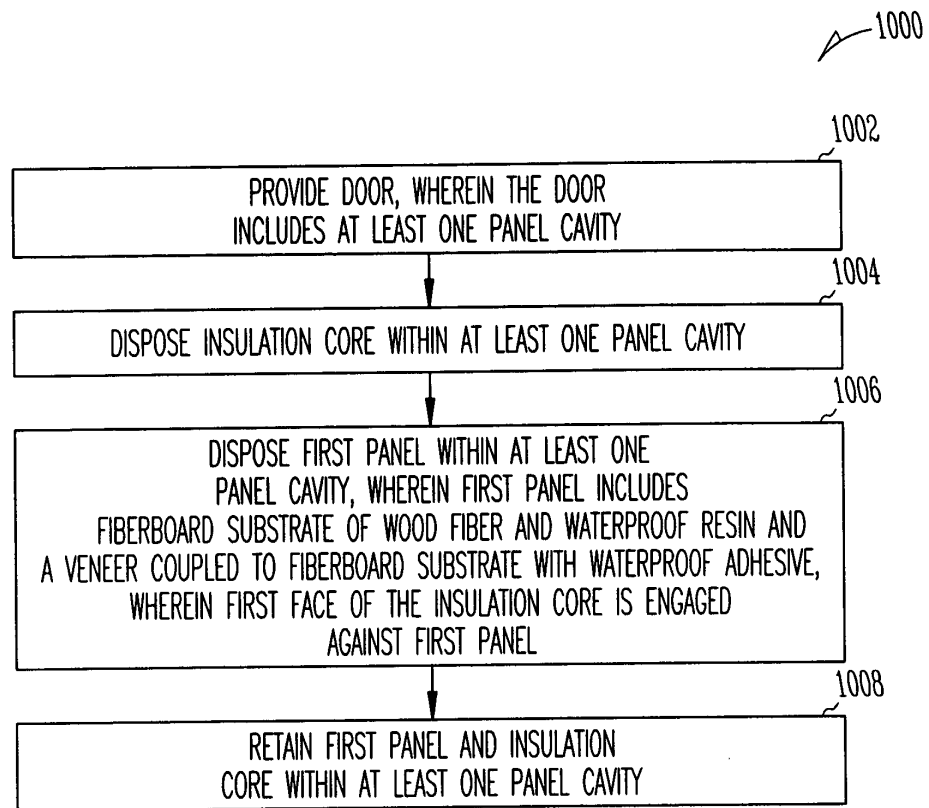 1000
1002
PROVIDE DOOR, WHEREIN THE DOOR
INCLUDES AT LEAST ONE PANEL CAVITY
1004
DISPOSE INSULATION CORE WITHIN AT LEAST ONE PANEL CAVITY
1006
DISPOSE FIRST PANEL WITHIN AT LEAST ONE
PANEL CAVITY, WHEREIN FIRST PANEL INCLUDES
FIBERBOARD SUBSTRATE OF WOOD FIBER AND WATERPROOF RESIN AND
A VENEER COUPLED TO FIBERBOARD SUBSTRATE WITH WATERPROOF ADHESIVE,
WHEREIN FIRST FACE OF THE INSULATION CORE IS ENGAGED
AGAINST FIRST PANEL
1008
RETAIN FIRST PANEL AND INSULATION
CORE WITHIN AT LEAST ONE PANEL CAVITY